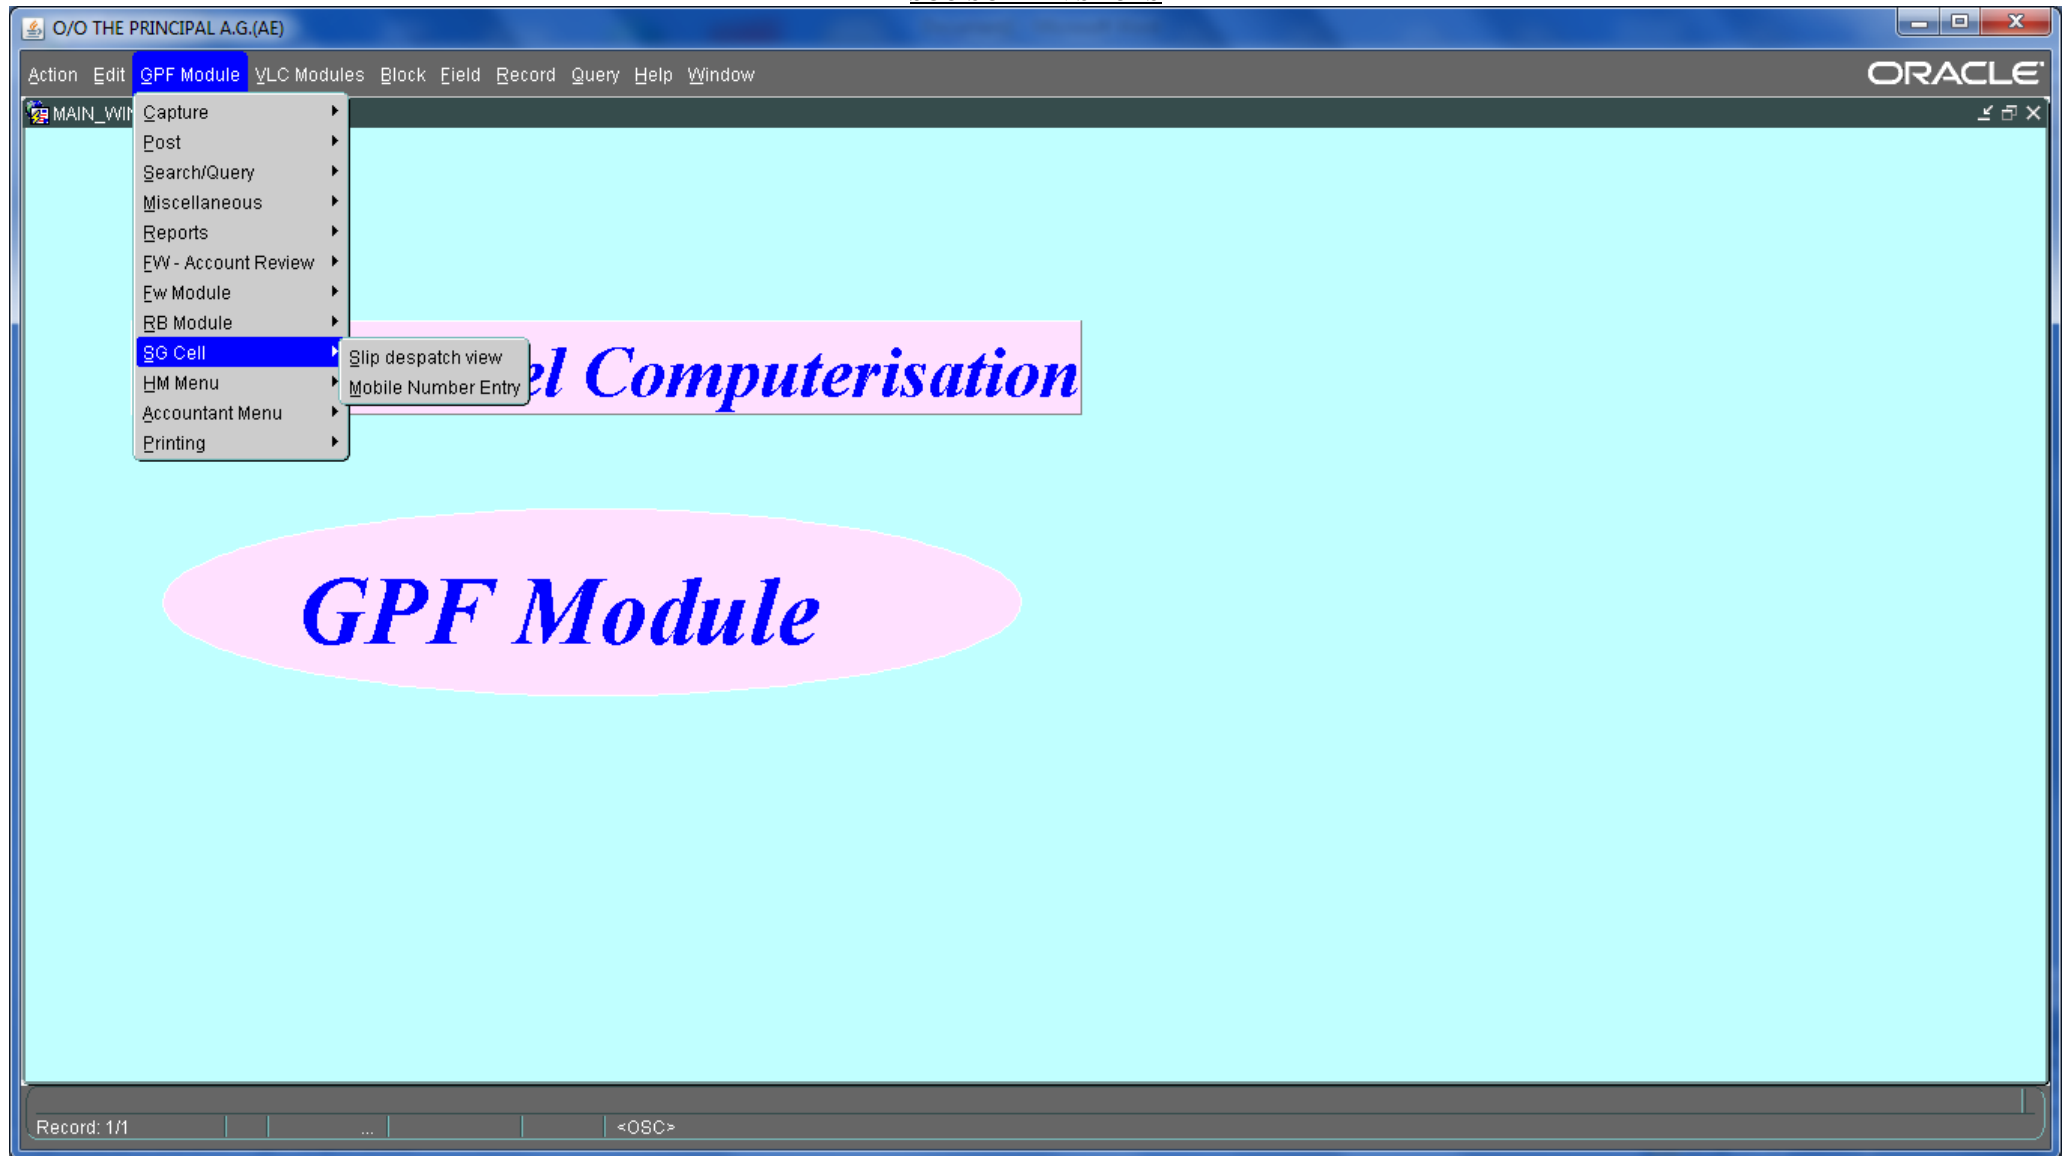 O/O THE PRINCIPAL A.G.(AE)
Action Edit GPF Module VLC Modules Block Field Record Query Help Window
ORACLE
MAIN_WIN
Capture
Post
Search/Query
Miscellaneous
Reports
FW - Account Review
Fw Module
RB Module
SG Cell
HM Menu
Accountant Menu
Printing
Slip despatch view
Mobile Number Entry
el Computerisation
GPF Module
Record: 1/1
...
<OSC>